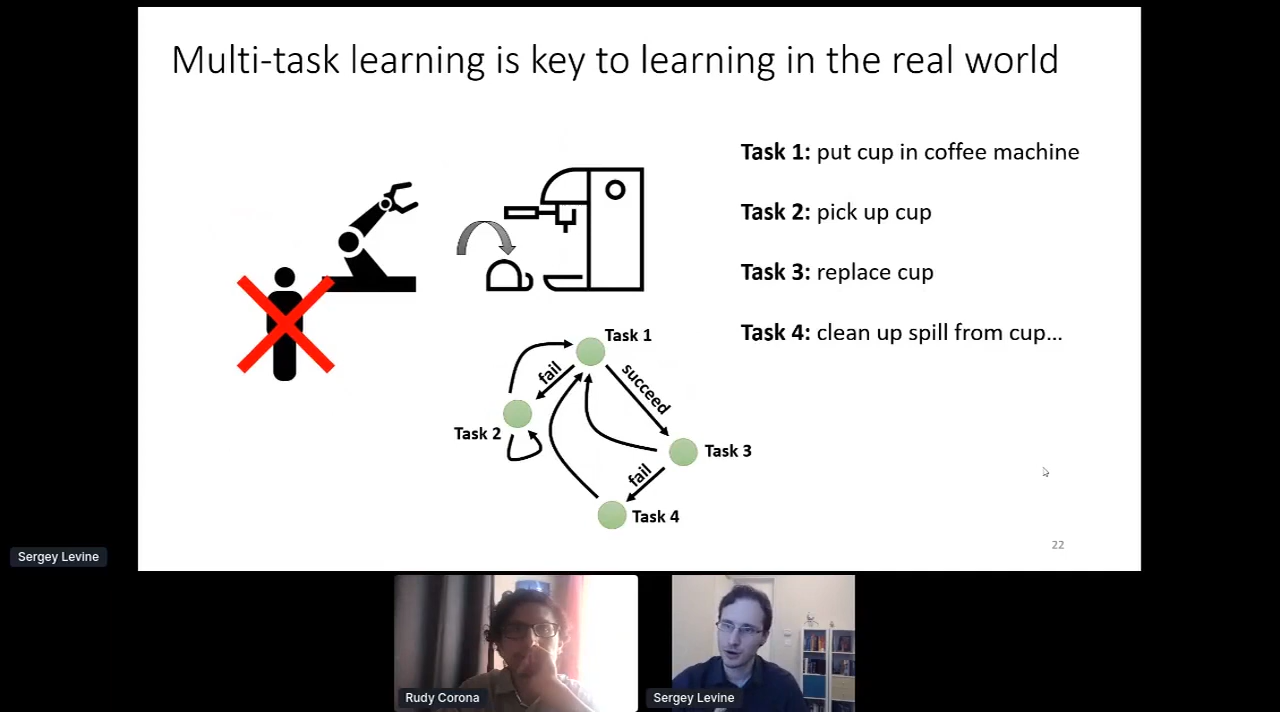 Multi-task learning is key to learning in the real world
Task 1: put cup in coffee machine
Task 2: pick up cup
Task 3: replace cup
Task 4: clean up spill from cup...
Task 1
fail
succeed
Task 2
Task 3
fail
Task 4
22
Sergey Levine
Rudy Corona
Sergey Levine